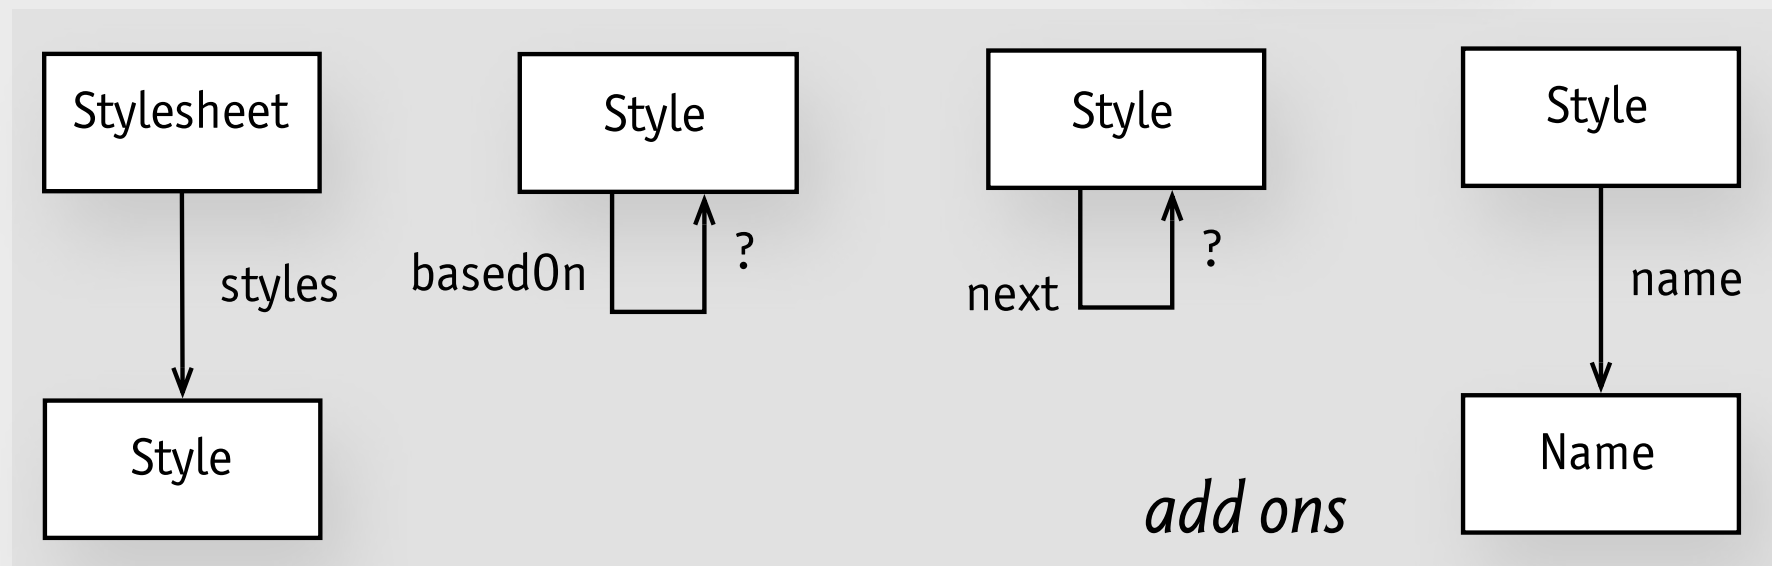 Stylesheet
styles
Style
Style
basedOn
?
Style
next
?
Style
name
Name
add ons